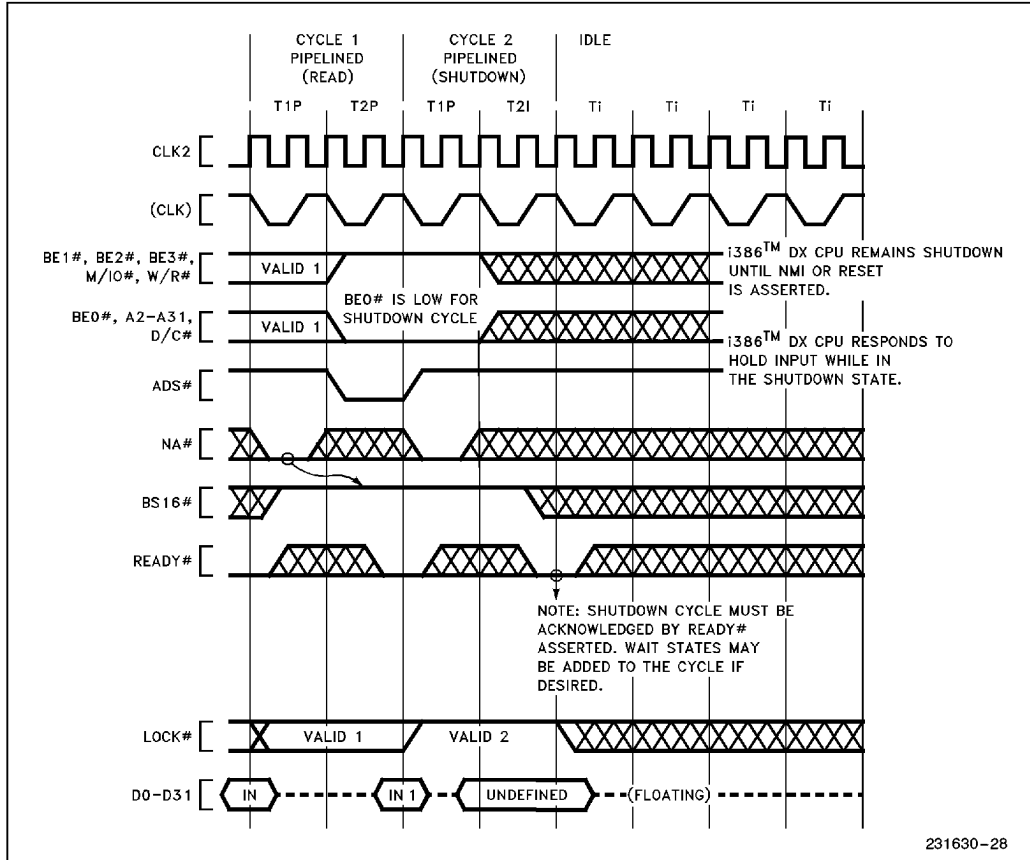 CYCLE 1
PIPELINED
(READ)
CYCLE 2
PIPELINED
(SHUTDOWN)
IDLE
T1P T2P T1P T2I Ti Ti Ti Ti
CLK2
(CLK)
BE1#, BE2#, BE3#,
M/IO#, W/R#
VALID 1
i386™ DX CPU REMAINS SHUTDOWN
UNTIL NMI OR RESET
IS ASSERTED.
BE0#, A2-A31,
D/C#
VALID 1
BE0# IS LOW FOR
SHUTDOWN CYCLE
i386™ DX CPU RESPONDS TO
HOLD INPUT WHILE IN
THE SHUTDOWN STATE.
ADS#
NA#
BS16#
READY#
NOTE: SHUTDOWN CYCLE MUST BE
ACKNOWLEDGED BY READY#
ASSERTED. WAIT STATES MAY
BE ADDED TO THE CYCLE IF
DESIRED.
LOCK# VALID 1 VALID 2
D0-D31 IN IN 1 UNDEFINED (FLOATING)
231630-28